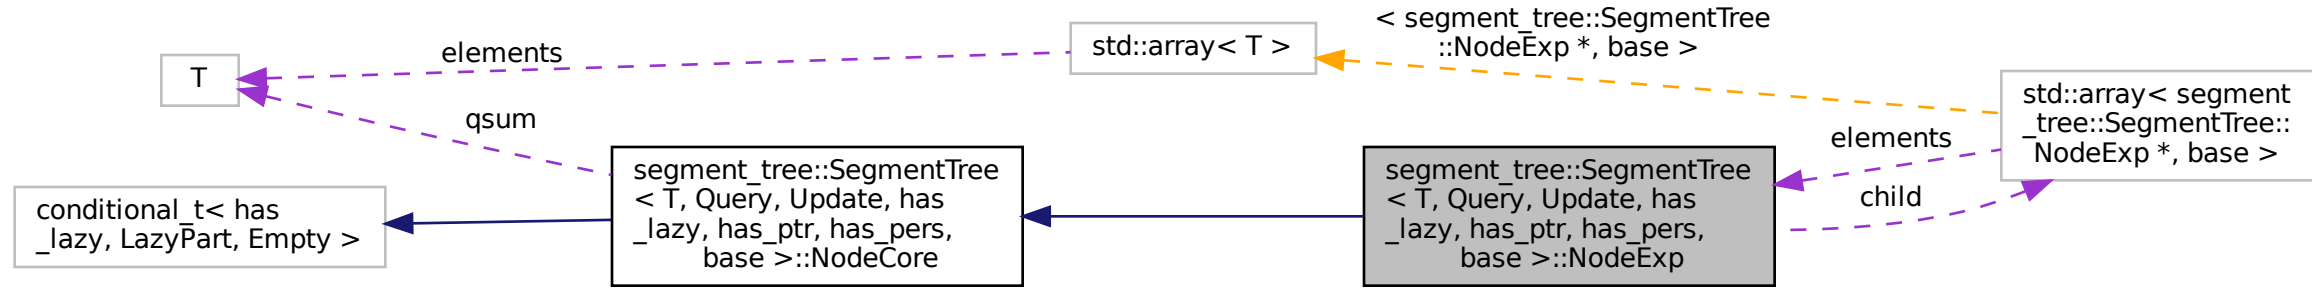 T
elements
qsum
conditional_t< has
_lazy, LazyPart, Empty >
segment_tree::SegmentTree
< T, Query, Update, has
_lazy, has_ptr, has_pers,
base >::NodeCore
std::array< T >
< segment_tree::SegmentTree
::NodeExp *, base >
segment_tree::SegmentTree
< T, Query, Update, has
_lazy, has_ptr, has_pers,
base >::NodeExp
elements
child
std::array< segment
_tree::SegmentTree::
NodeExp *, base >